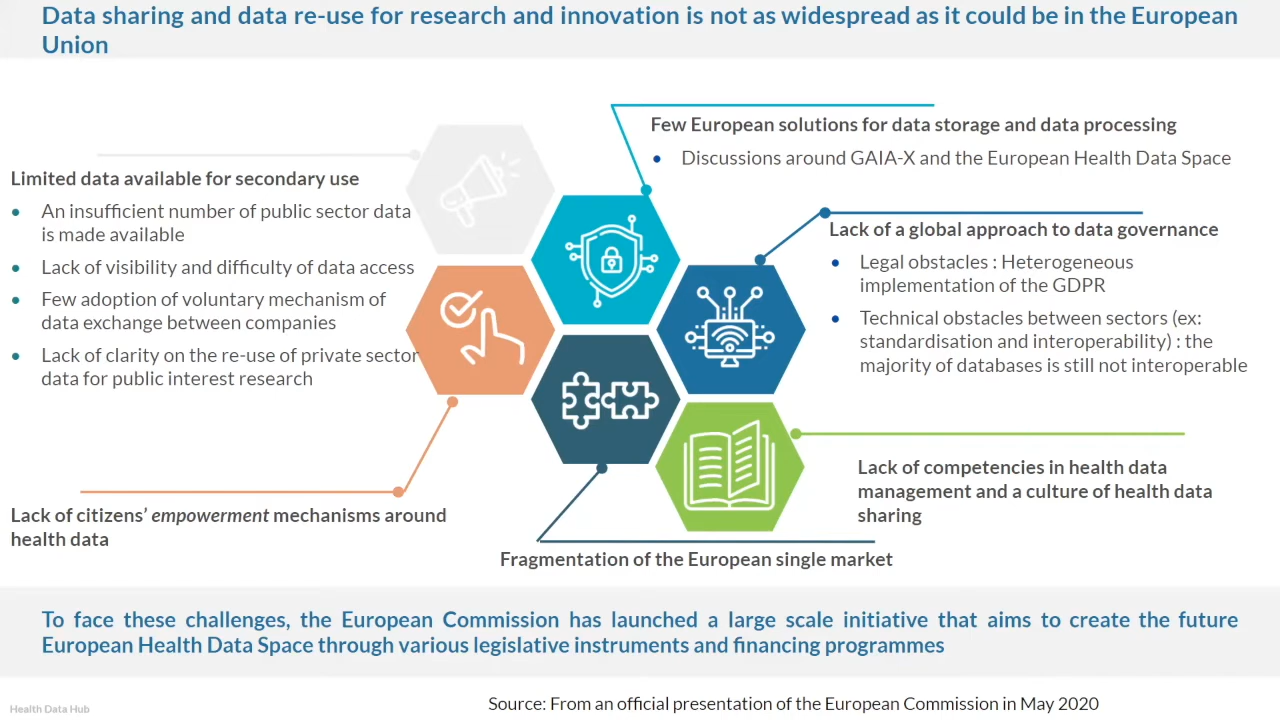 Data sharing and data re-use for research and innovation is not as widespread as it could be in the European
Union
Limited data available for secondary use
• An insufficient number of public sector data
is made available
• Lack of visibility and difficulty of data access
• Few adoption of voluntary mechanism of
data exchange between companies
• Lack of clarity on the re-use of private sector
data for public interest research
Few European solutions for data storage and data processing
• Discussions around GAIA-X and the European Health Data Space
Lack of a global approach to data governance
• Legal obstacles : Heterogeneous
implementation of the GDPR
• Technical obstacles between sectors (ex:
standardisation and interoperability) : the
majority of databases is still not interoperable
Lack of competencies in health data
management and a culture of health data
sharing
Lack of citizens’ empowerment mechanisms around
health data
Fragmentation of the European single market
To face these challenges, the European Commission has launched a large scale initiative that aims to create the future
European Health Data Space through various legislative instruments and financing programmes
Source: From an official presentation of the European Commission in May 2020
Health Data Hub